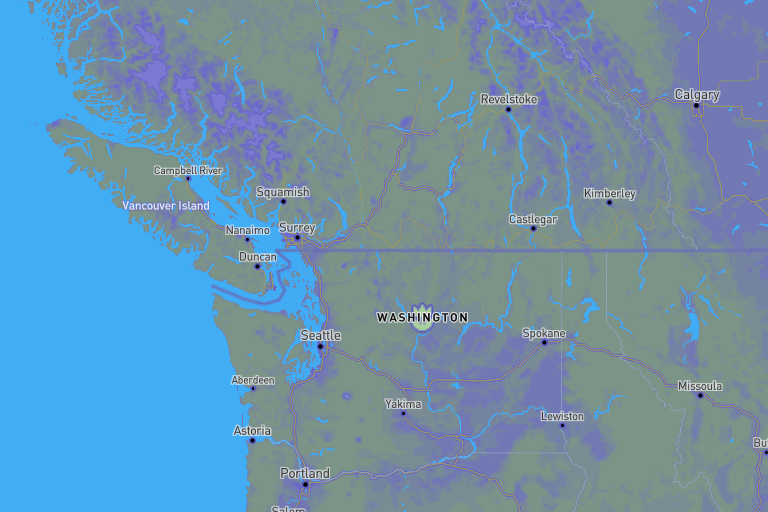 Calgary
Revelstoke
Campbell River
Squamish
Kimberley
Vancouver Island
Castlegar
Nanaimo
Surrey
Duncan
WASHINGTON
Seattle
Spokane
Aberdeen
Missoula
Yakima
Lewiston
Astoria
But
Portland
Salem